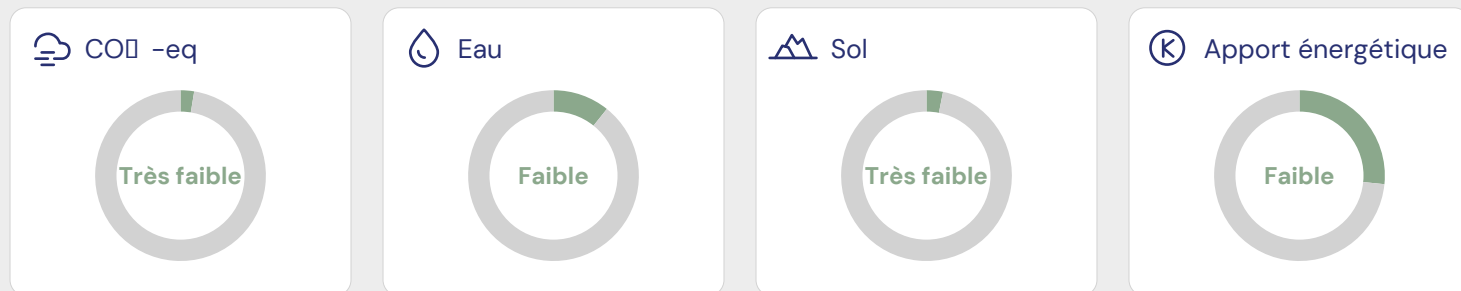 CO▯ -eq
Eau
Sol
Apport énergétique
Très faible
Faible
Très faible
Faible